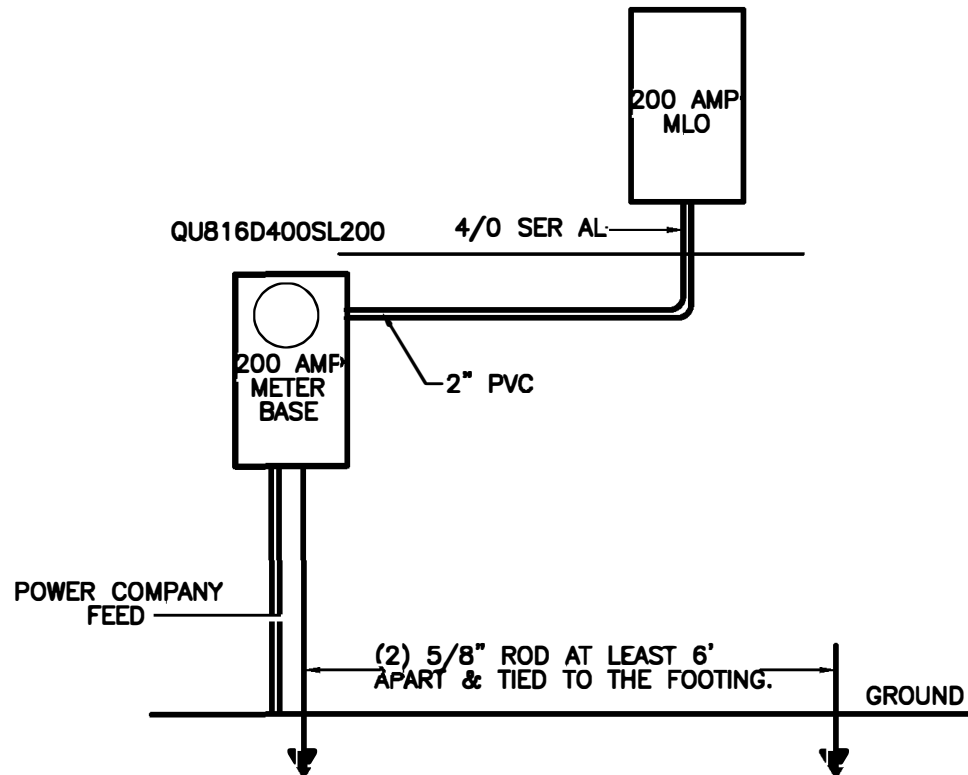 200 AMP
MLO
QU816D400SL200
4/0 SER AL
200 AMP
METER
BASE
2" PVC
POWER COMPANY
FEED
(2) 5/8" ROD AT LEAST 6'
APART & TIED TO THE FOOTING.
GROUND